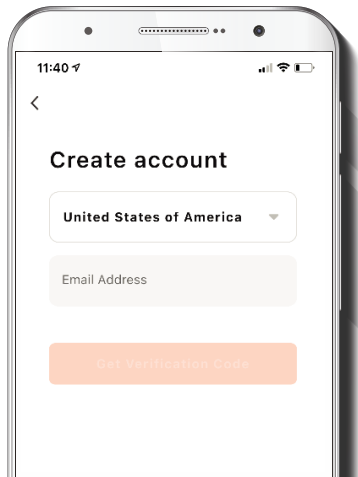 11:40
Create account
United States of America
Email Address
Get Verification Code